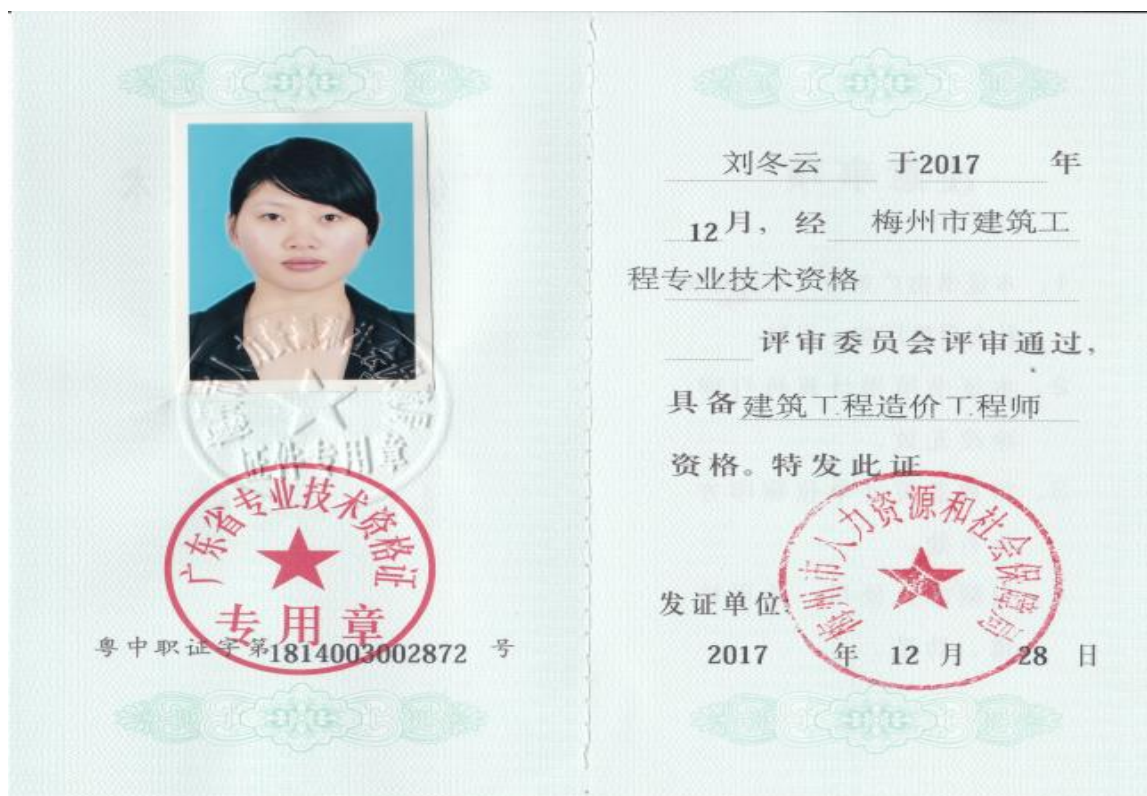 证件专用章
广东省专业技术资格证
专用章
粤中职证字第1814003002872 号
刘冬云 于2017 年
12月，经 梅州市建筑工
程专业技术资格
评审委员会评审通过，
具备建筑工程造价工程师
资格。特发此证
梅州市人力资源和社会保障局
发证单位：
2017 年 12 月 28 日